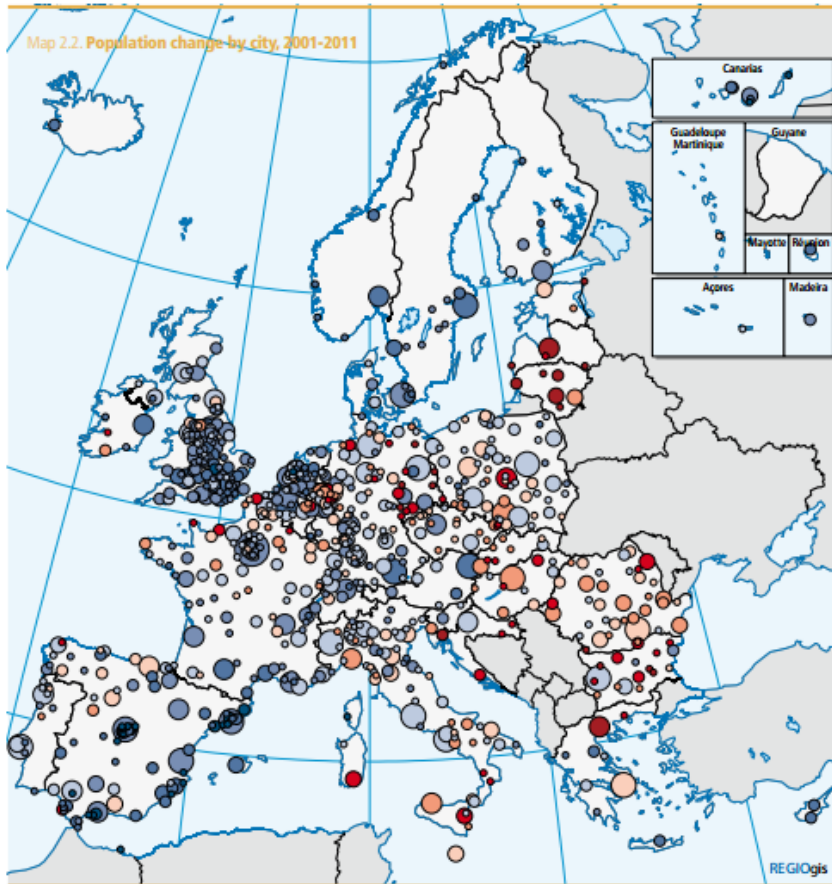 Map 2.2. Population change by city, 2001-2011
Canarias
Guadeloupe
Martinique
Guyane
Mayotte
Réunion
Açores
Madeira
REGIOgis